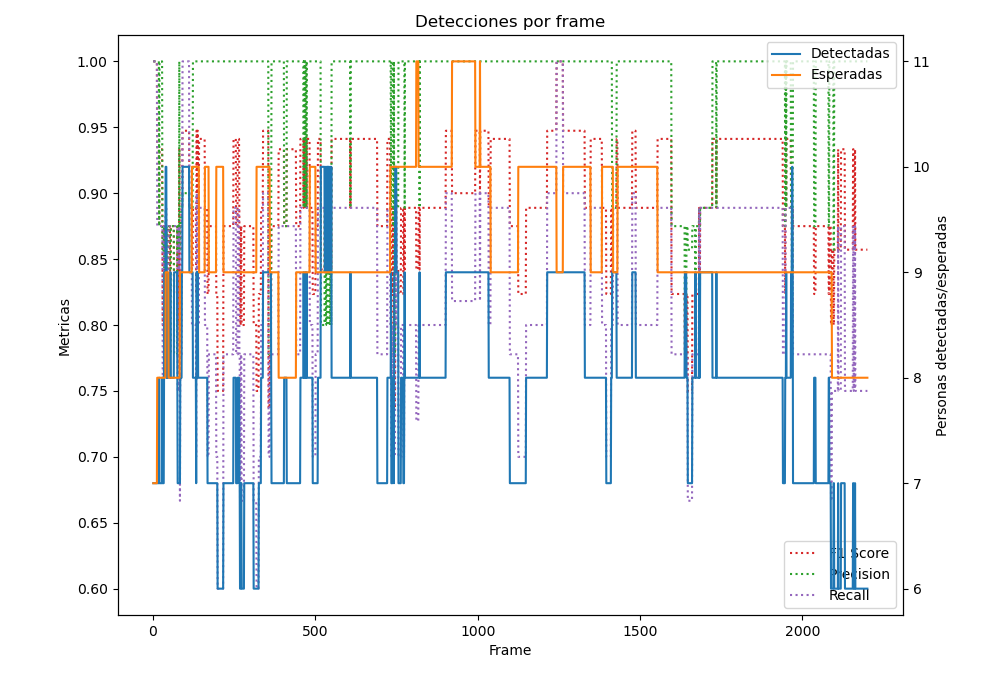 Detecciones por frame
Detectadas
Esperadas
1.00
0.95
0.90
0.85
0.80
0.75
0.70
0.65
0.60
Metricas
11
10
9
8
7
6
Personas detectadas/esperadas
F1 Score
Precision
Recall
0
500
1000
1500
2000
Frame